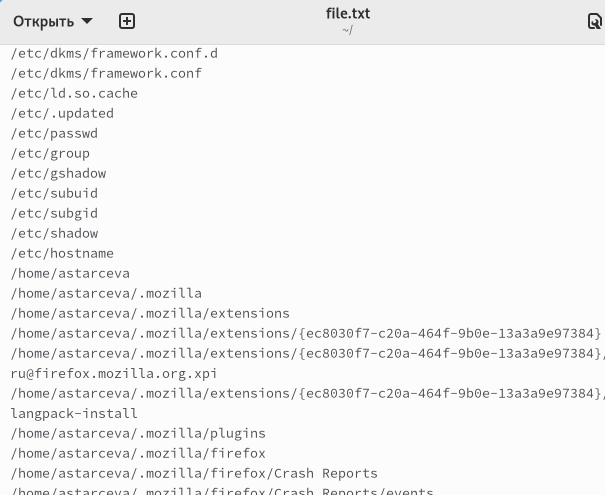 Открыть
file.txt
~/
/etc/dkms/framework.conf.d
/etc/dkms/framework.conf
/etc/ld.so.cache
/etc/.updated
/etc/passwd
/etc/group
/etc/gshadow
/etc/subuid
/etc/subgid
/etc/shadow
/etc/hostname
/home/astarceva
/home/astarceva/.mozilla
/home/astarceva/.mozilla/extensions
/home/astarceva/.mozilla/extensions/{ec8030f7-c20a-464f-9b0e-13a3a9e97384}
/home/astarceva/.mozilla/extensions/{ec8030f7-c20a-464f-9b0e-13a3a9e97384}/
ru@firefox.mozilla.org.xpi
/home/astarceva/.mozilla/extensions/{ec8030f7-c20a-464f-9b0e-13a3a9e97384}/
langpack-install
/home/astarceva/.mozilla/plugins
/home/astarceva/.mozilla/firefox
/home/astarceva/.mozilla/firefox/Crash Reports
/home/astarceva/.mozilla/firefox/Crash Reports/events